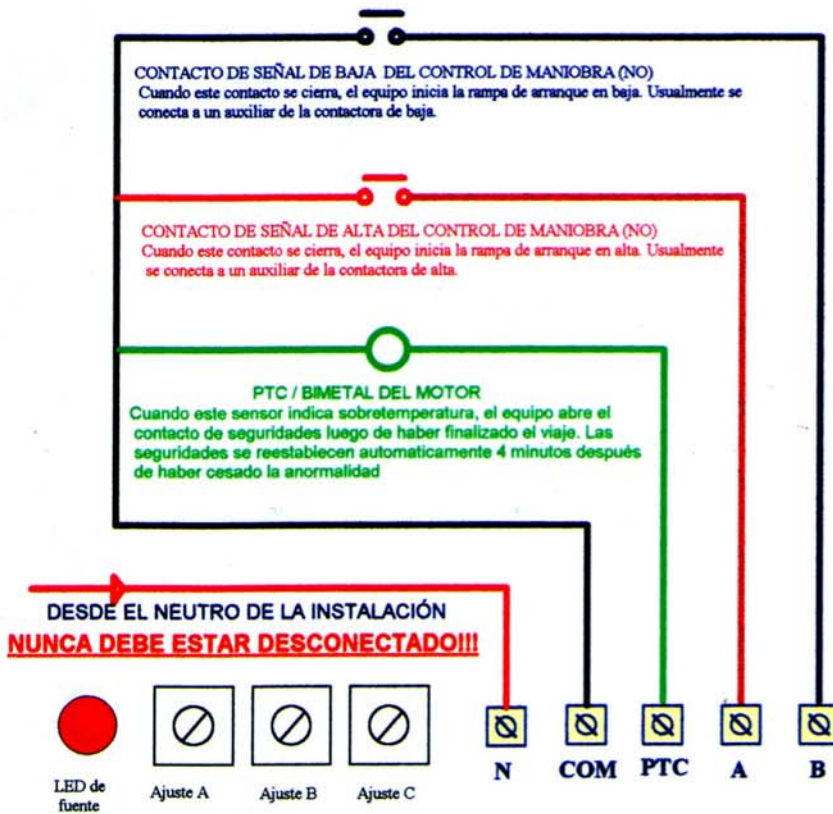 CONTACTO DE SEÑAL DE BAJA DEL CONTROL DE MANIOBRA (NO)
Cuando este contacto se cierra, el equipo inicia la rampa de arranque en baja. Usualmente se
conecta a un auxiliar de la contactora de baja.
CONTACTO DE SEÑAL DE ALTA DEL CONTROL DE MANIOBRA (NO)
Cuando este contacto se cierra, el equipo inicia la rampa de arranque en alta. Usualmente
se conecta a un auxiliar de la contactora de alta.
PTC / BIMETAL DEL MOTOR
Cuando este sensor indica sobretemperatura, el equipo abre el
contacto de seguridades luego de haber finalizado el viaje. Las
seguridades se reestablecen automaticamente 4 minutos después
de haber cesado la anormalidad
DESDE EL NEUTRO DE LA INSTALACIÓN
NUNCA DEBE ESTAR DESCONECTADO!!!
LED de
fuente
Ajuste A
Ajuste B
Ajuste C
N
COM
PTC
A
B